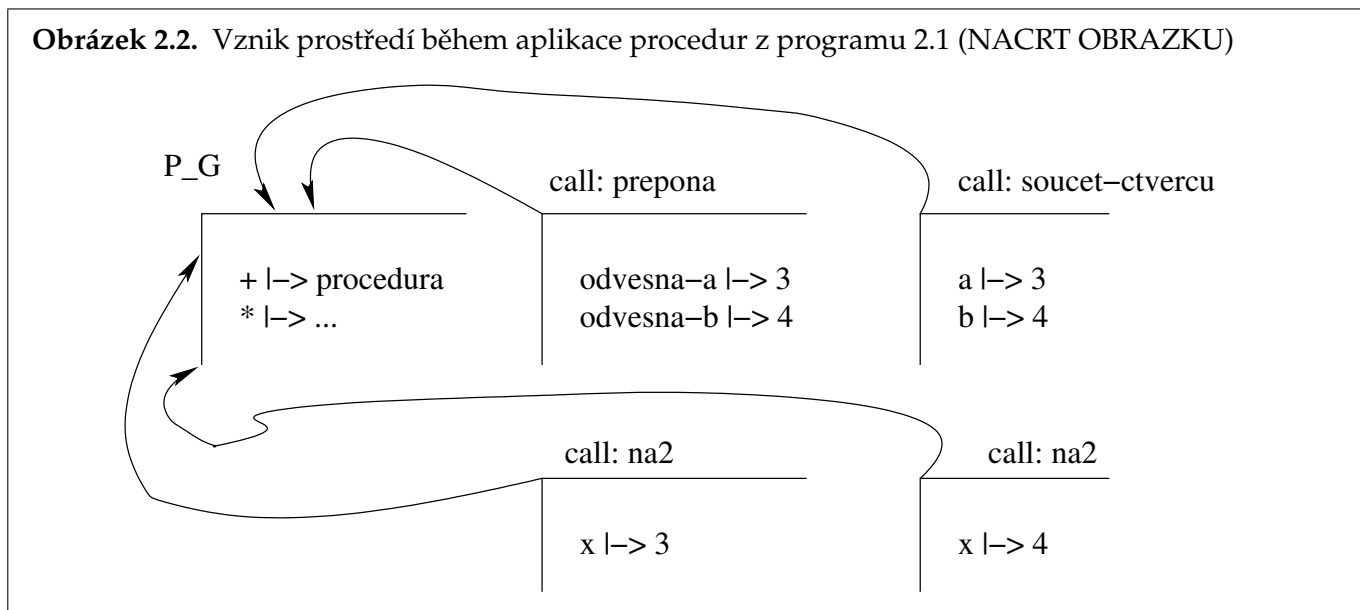 Obrázek 2.2. Vznik prostředí během aplikace procedur z programu 2.1 (NACRT OBRAZKU)
P_G
call: prepona
call: soucet−ctvercu
+ |−> procedura
* |−> ...
odvesna−a |−> 3
odvesna−b |−> 4
a |−> 3
b |−> 4
call: na2
call: na2
x |−> 3
x |−> 4